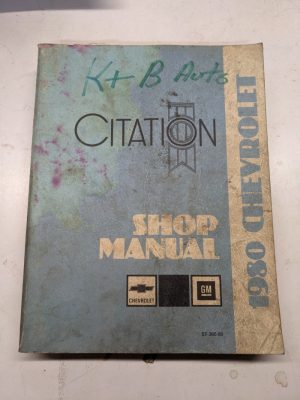 K + B Auto
CITATION
SHOP
MANUAL
CHEVROLET
GM
1980 CHEVROLET